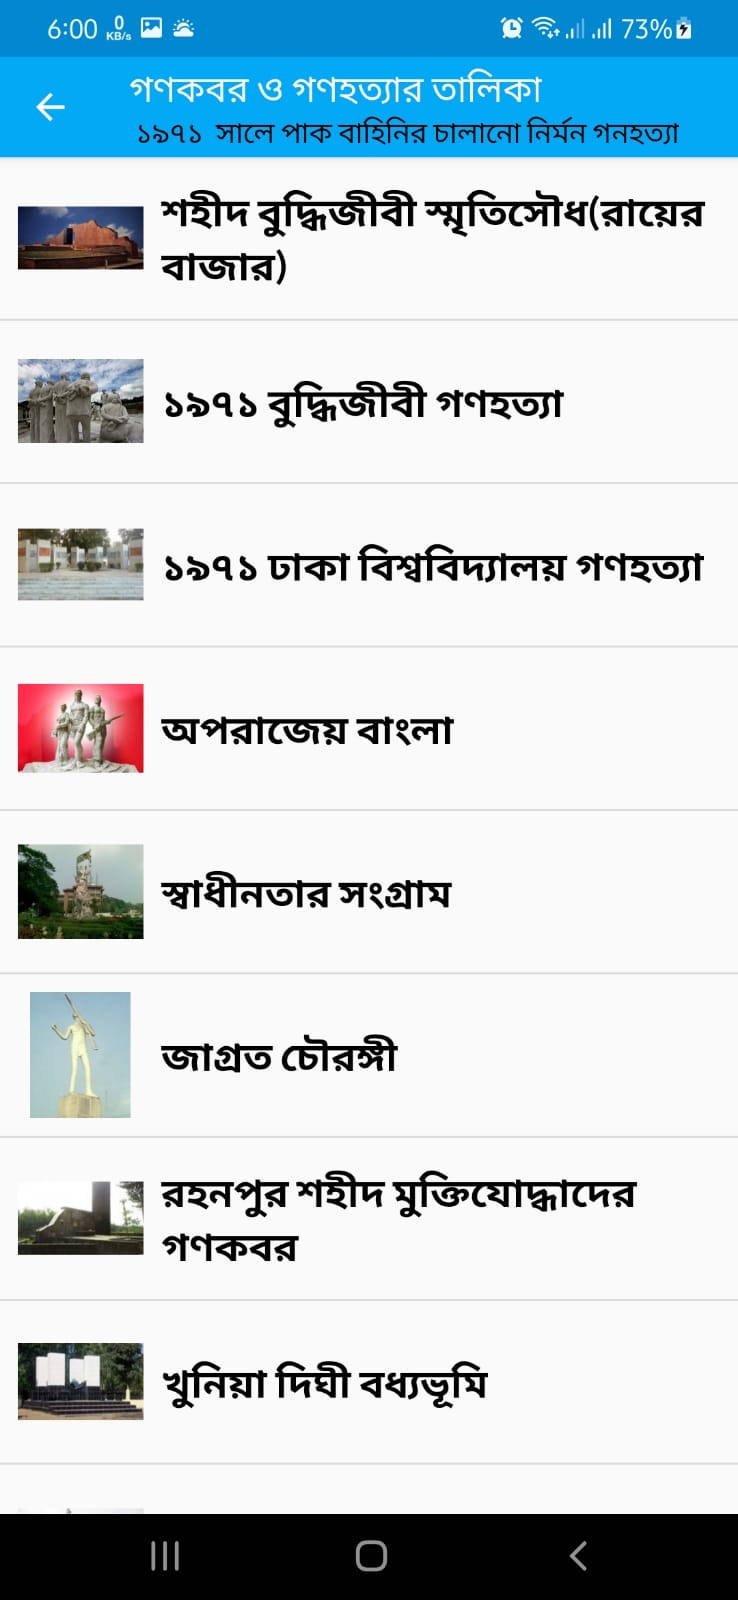 6:00 0 KB/s 73%
গণকবর ও গণহত্যার তালিকা
১৯৭১ সালে পাক বাহিনির চালানো নির্মন গনহত্যা
শহীদ বুদ্ধিজীবী স্মৃতিসৌধ(রায়ের
বাজার)
১৯৭১ বুদ্ধিজীবী গণহত্যা
১৯৭১ ঢাকা বিশ্ববিদ্যালয় গণহত্যা
অপরাজেয় বাংলা
স্বাধীনতার সংগ্রাম
জাগ্রত চৌরঙ্গী
রহনপুর শহীদ মুক্তিযোদ্ধাদের
গণকবর
খুনিয়া দিঘী বধ্যভূমি